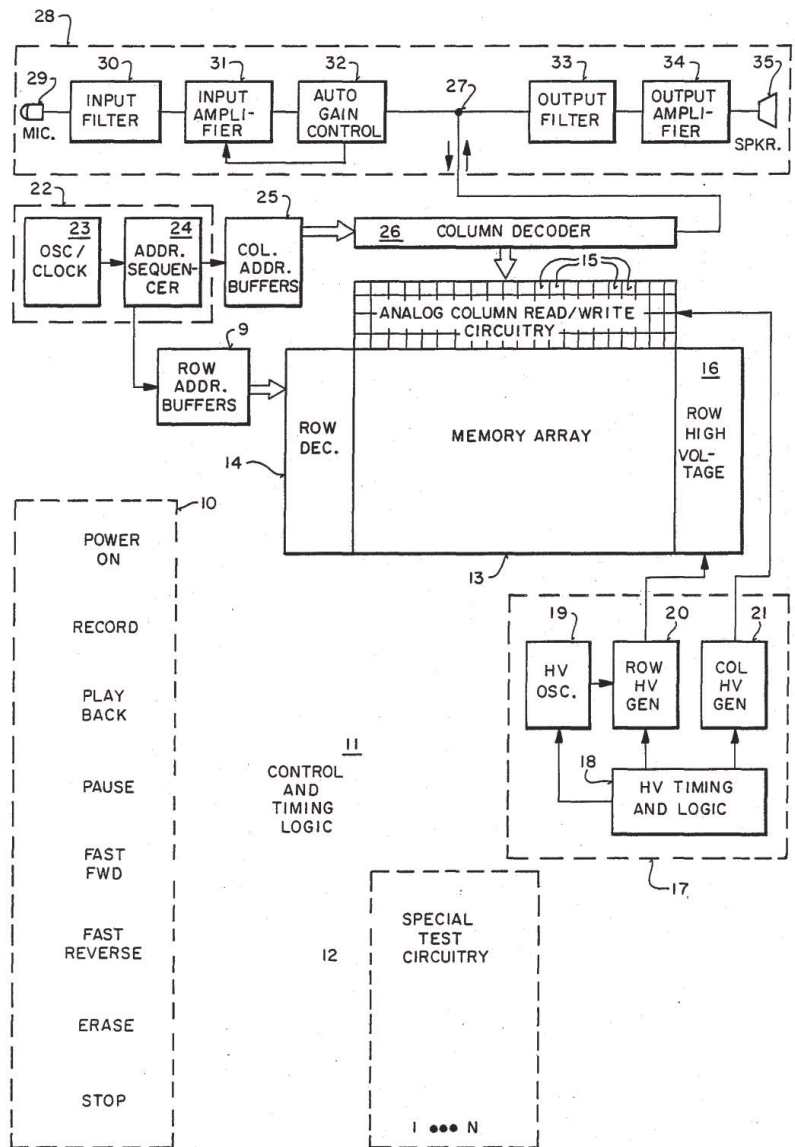 28
29
MIC.
30
INPUT
FILTER
31
INPUT
AMPLI-
FIER
32
AUTO
GAIN
CONTROL
27
33
OUTPUT
FILTER
34
OUTPUT
AMPLI-
FIER
35
SPKR.
22
23
OSC/
CLOCK
24
ADDR.
SEQUEN-
CER
25
COL.
ADDR.
BUFFERS
26
COLUMN DECODER
15
ANALOG COLUMN READ/WRITE
CIRCUITRY
9
ROW
ADDR.
BUFFERS
14
ROW
DEC.
MEMORY ARRAY
13
16
ROW
HIGH
VOL-
TAGE
10
POWER
ON
RECORD
PLAY
BACK
PAUSE
FAST
FWD
FAST
REVERSE
ERASE
STOP
11
CONTROL
AND
TIMING
LOGIC
12
SPECIAL
TEST
CIRCUITRY
I ••• N
19
HV
OSC.
20
ROW
HV
GEN
21
COL
HV
GEN
18
HV TIMING
AND LOGIC
17